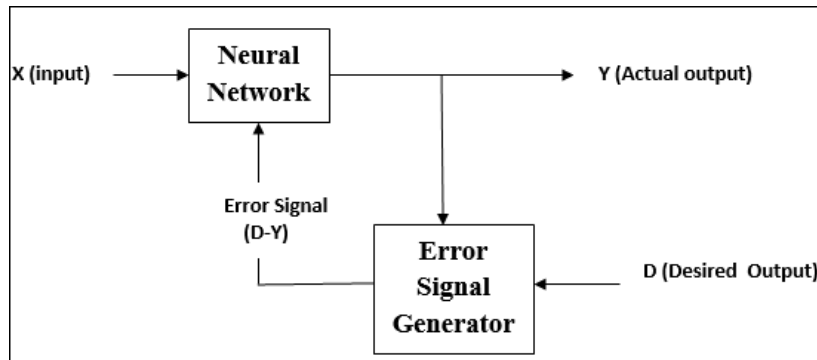 Neural
Network
X (input)
Y (Actual output)
Error Signal
(D-Y)
Error
Signal
Generator
D (Desired Output)